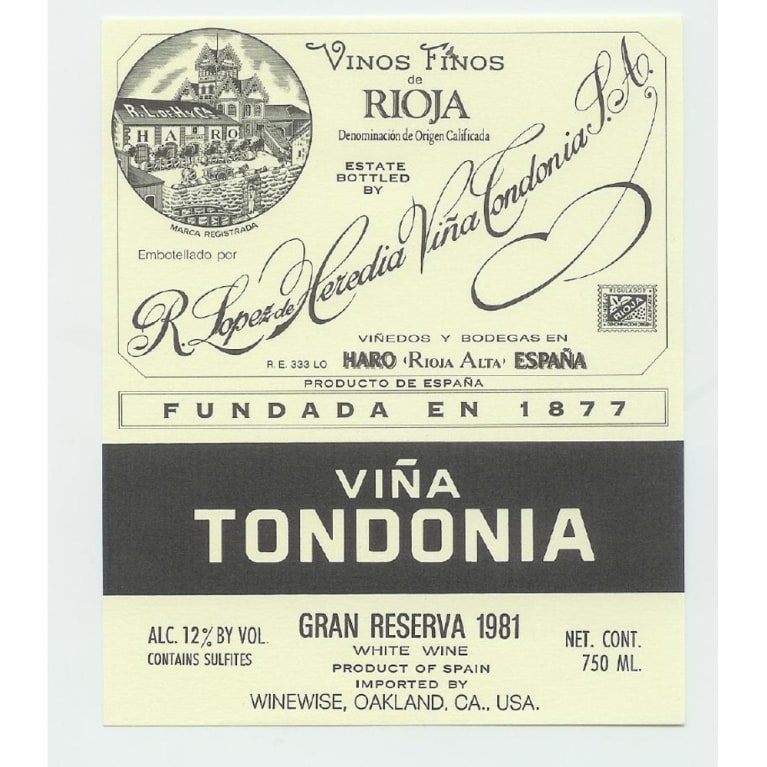 VINOS FINOS
de
RIOJA
Denominación de Origen Calificada
ESTATE
BOTTLED
BY
R. L. DE H Y Cª
HARO
MARCA REGISTRADA
Embotellado por
R. Lopez de Heredia Viña Tondonia S.A.
RIOJA
VIÑEDOS Y BODEGAS EN
R.E. 333 LO HARO (RIOJA ALTA) ESPAÑA
PRODUCTO DE ESPAÑA
FUNDADA EN 1877
VIÑA
TONDONIA
ALC. 12% BY VOL.
CONTAINS SULFITES
GRAN RESERVA 1981
WHITE WINE
PRODUCT OF SPAIN
IMPORTED BY
WINEWISE, OAKLAND, CA., USA.
NET. CONT.
750 ML.